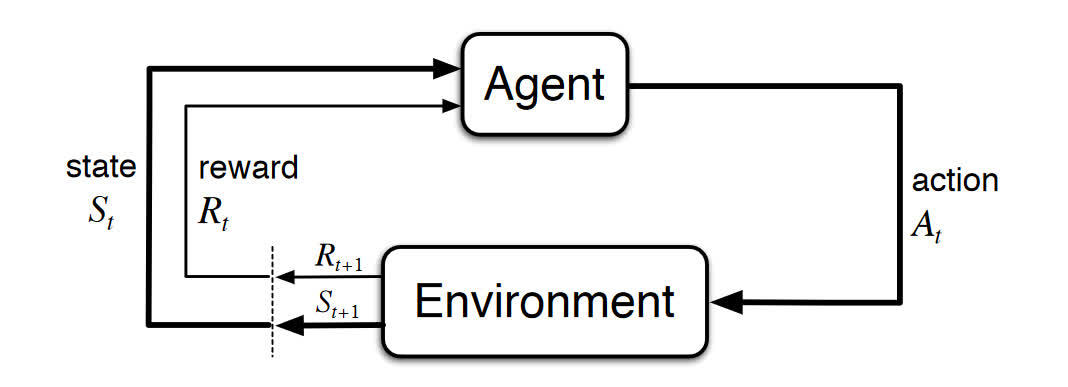 Agent
state
S_t
reward
R_t
action
A_t
R_{t+1}
S_{t+1}
Environment